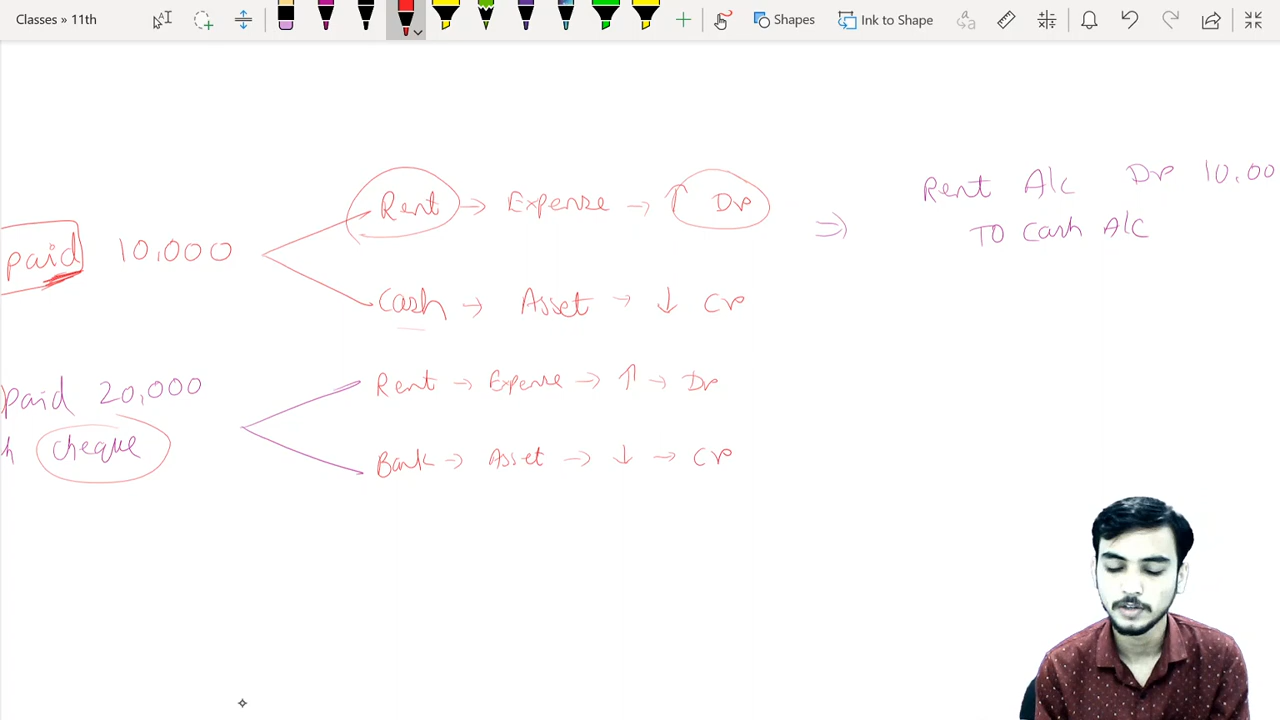 Classes » 11th
Shapes
Ink to Shape
Rent A/c Dr 10,00
To Cash A/c
paid 10,000
Rent → Expense → ↑ Dr
⇒
Cash → Asset → ↓ Cr
paid 20,000
h cheque
Rent → Expense → ↑ → Dr
Bank → Asset → ↓ → Cr